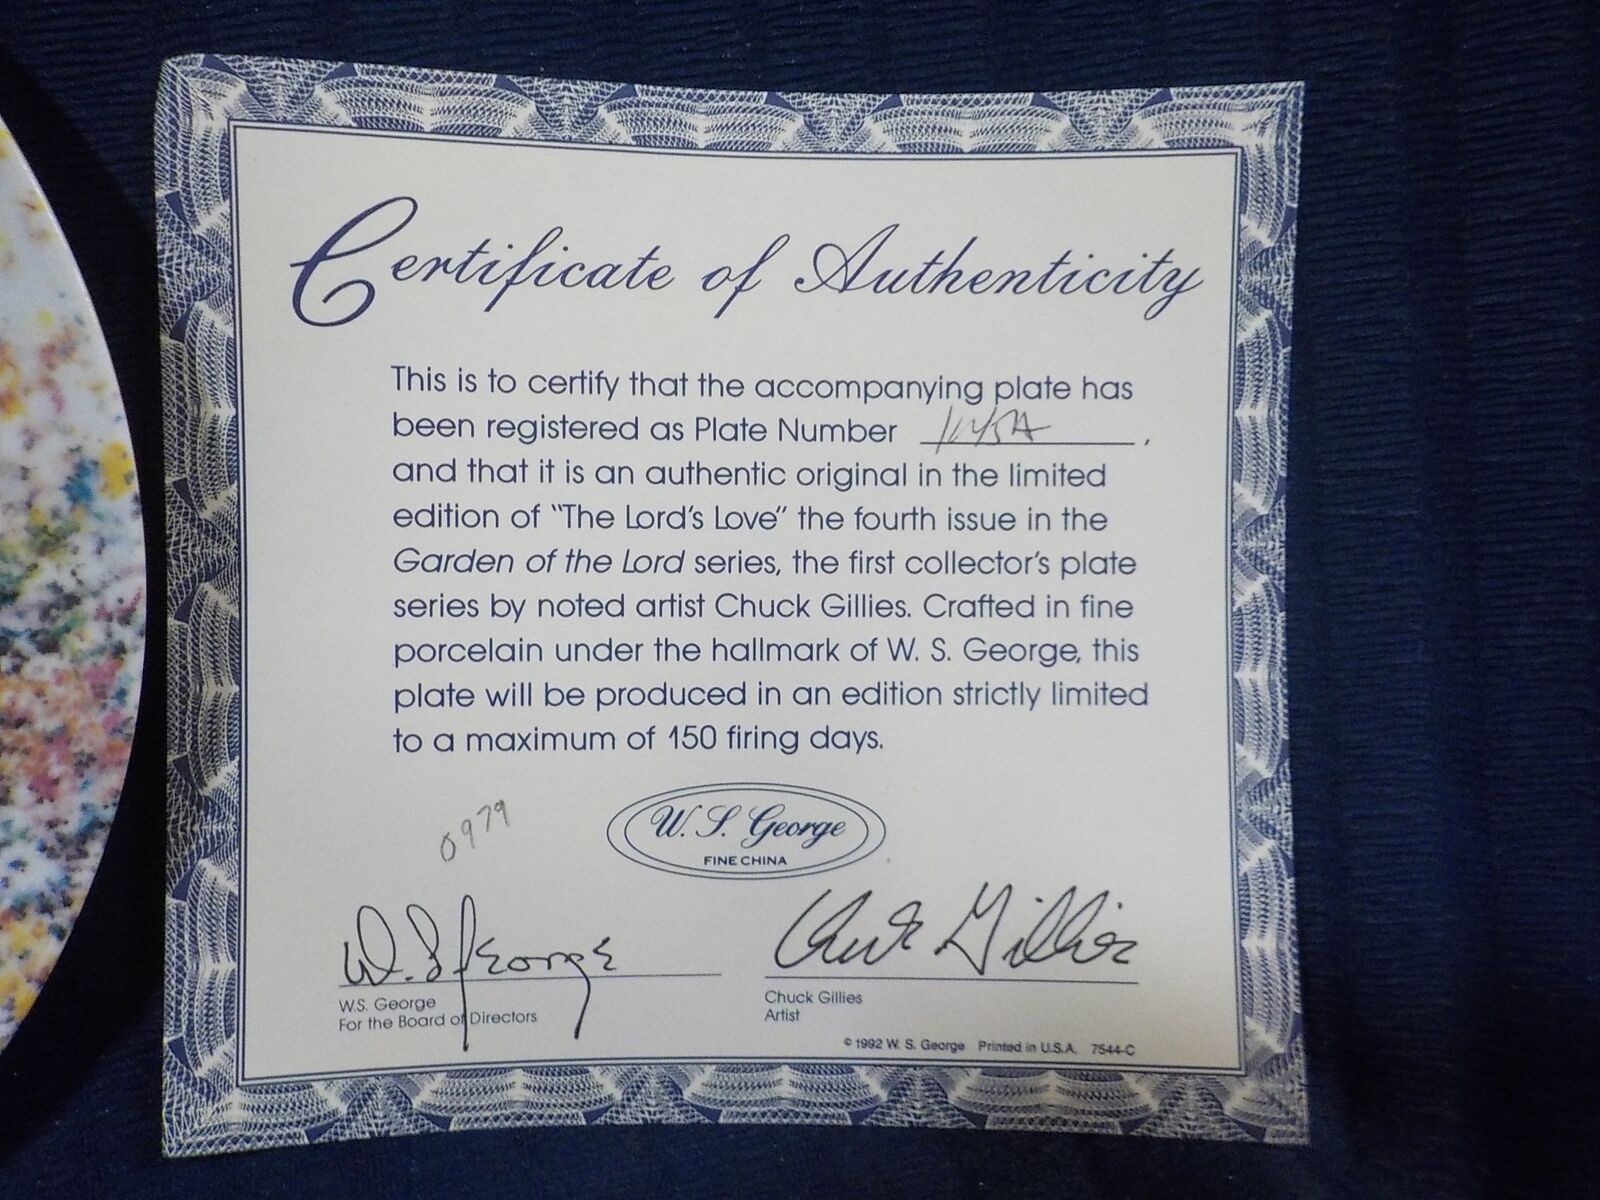 Certificate of Authenticity
This is to certify that the accompanying plate has
been registered as Plate Number ,
and that it is an authentic original in the limited
edition of "The Lord's Love" the fourth issue in the
Garden of the Lord series, the first collector's plate
series by noted artist Chuck Gillies. Crafted in fine
porcelain under the hallmark of W. S. George, this
plate will be produced in an edition strictly limited
to a maximum of 150 firing days.
0979
W. S. George
FINE CHINA
W. S. George
Chuck Gillies
W.S. George
For the Board of Directors
Chuck Gillies
Artist
© 1992 W. S. George Printed in U.S.A. 7544-C